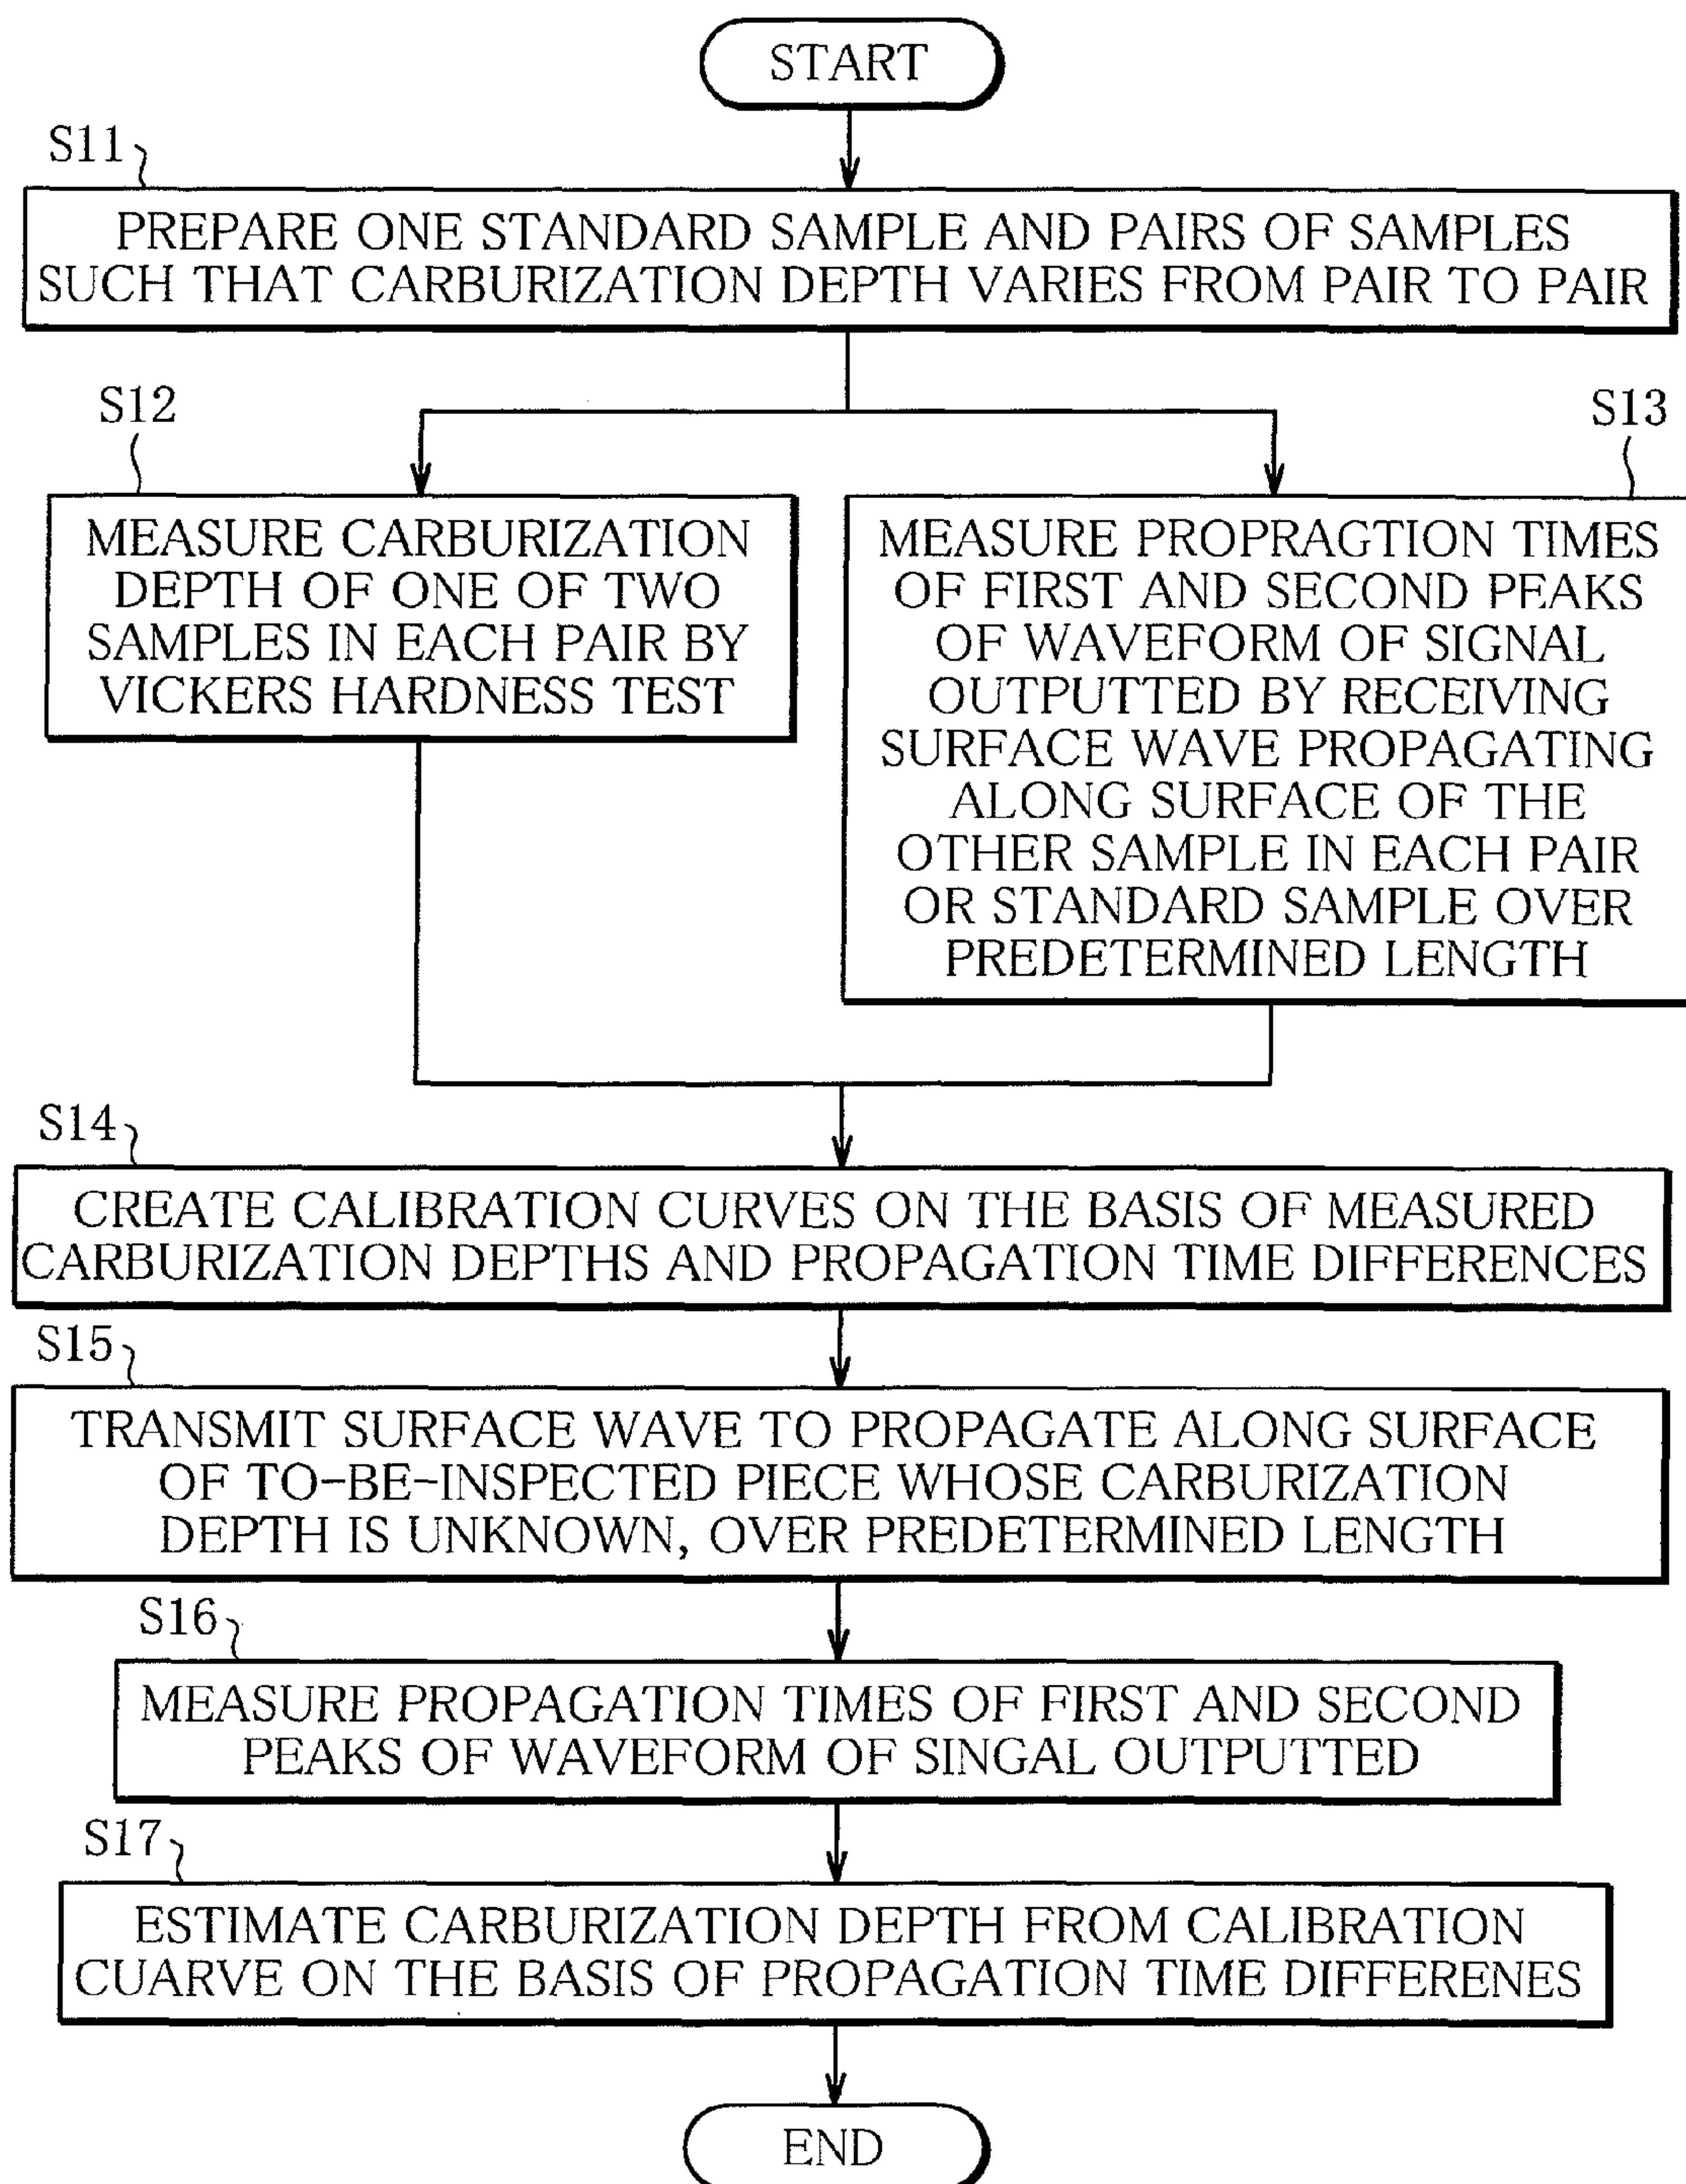 START
S11
PREPARE ONE STANDARD SAMPLE AND PAIRS OF SAMPLES
SUCH THAT CARBURIZATION DEPTH VARIES FROM PAIR TO PAIR
S12
MEASURE CARBURIZATION
DEPTH OF ONE OF TWO
SAMPLES IN EACH PAIR BY
VICKERS HARDNESS TEST
S13
MEASURE PROPRAGTION TIMES
OF FIRST AND SECOND PEAKS
OF WAVEFORM OF SIGNAL
OUTPUTTED BY RECEIVING
SURFACE WAVE PROPAGATING
ALONG SURFACE OF THE
OTHER SAMPLE IN EACH PAIR
OR STANDARD SAMPLE OVER
PREDETERMINED LENGTH
S14
CREATE CALIBRATION CURVES ON THE BASIS OF MEASURED
CARBURIZATION DEPTHS AND PROPAGATION TIME DIFFERENCES
S15
TRANSMIT SURFACE WAVE TO PROPAGATE ALONG SURFACE
OF TO-BE-INSPECTED PIECE WHOSE CARBURIZATION
DEPTH IS UNKNOWN, OVER PREDETERMINED LENGTH
S16
MEASURE PROPAGATION TIMES OF FIRST AND SECOND
PEAKS OF WAVEFORM OF SINGAL OUTPUTTED
S17
ESTIMATE CARBURIZATION DEPTH FROM CALIBRATION
CUARVE ON THE BASIS OF PROPAGATION TIME DIFFERENES
END